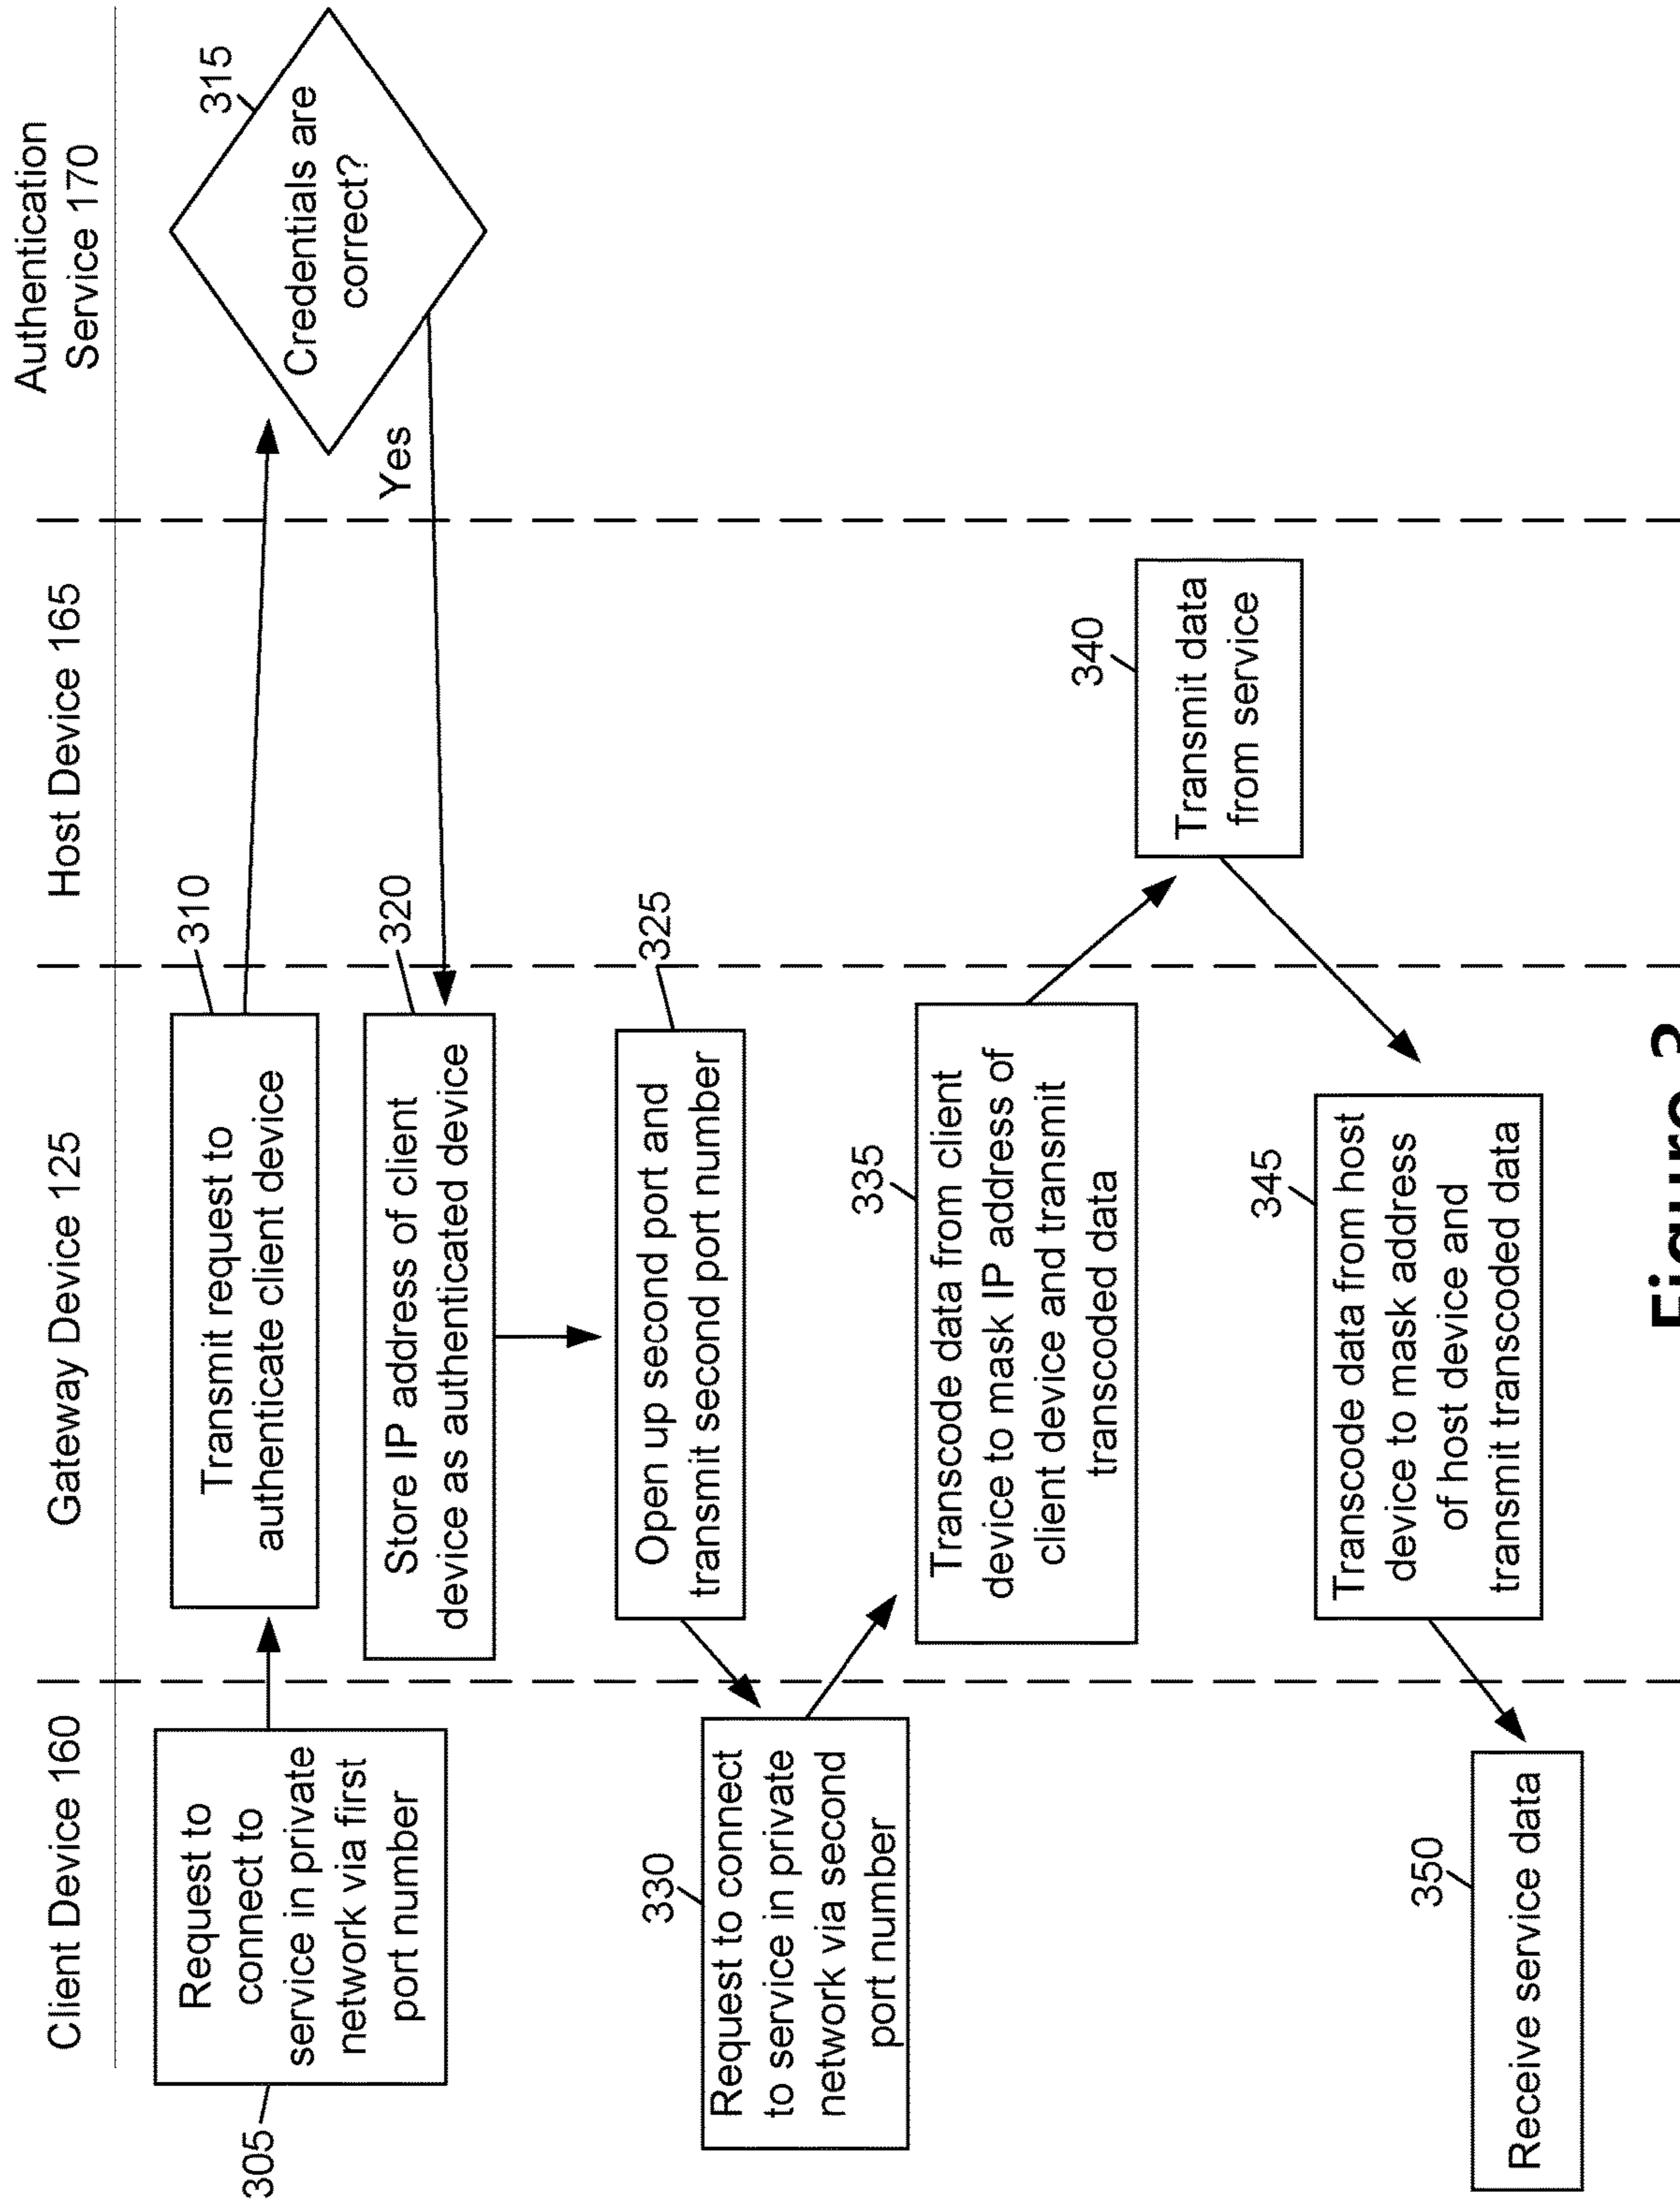 Client Device 160
Gateway Device 125
Host Device 165
Authentication
Service 170
305
Request to
connect to
service in private
network via first
port number
310
Transmit request to
authenticate client device
315
Credentials are
correct?
Yes
320
Store IP address of client
device as authenticated device
325
Open up second port and
transmit second port number
330
Request to connect
to service in private
network via second
port number
335
Transcode data from client
device to mask IP address of
client device and transmit
transcoded data
340
Transmit data
from service
345
Transcode data from host
device to mask address
of host device and
transmit transcoded data
350
Receive service data
Figure